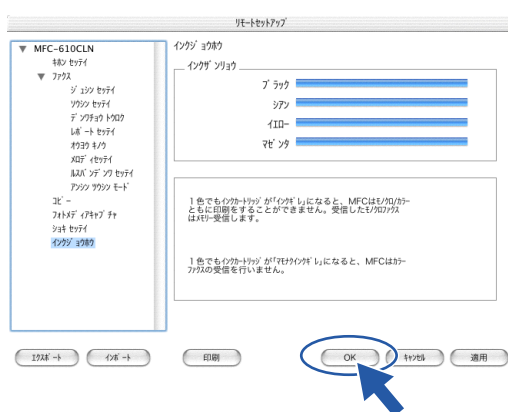 リモートセットアップ
MFC-610CLN
キホン セッテイ
ファクス
ジュシン セッテイ
ソウシン セッテイ
デンワチョウ トウロク
レポート セッテイ
オウヨウ キノウ
メロディセッテイ
ルスバンデンワ セッテイ
アンシン ツウシン モード
コピー
フォトメディアキャプチャ
ショキ セッテイ
インクジョウホウ
インクジョウホウ
インクザンリョウ
ブラック
シアン
イエロー
マゼンタ
1色でもインクカートリッジが「インクギレ」になると、MFCはモノクロ/カラー
ともに印刷をすることができません。受信したモノクロファクス
はメモリー受信します。
1色でもインクカートリッジが「マモナクインクギレ」になると、MFCはカラー
ファクスの受信を行いません。
エクスポート
インポート
印刷
OK
キャンセル
適用